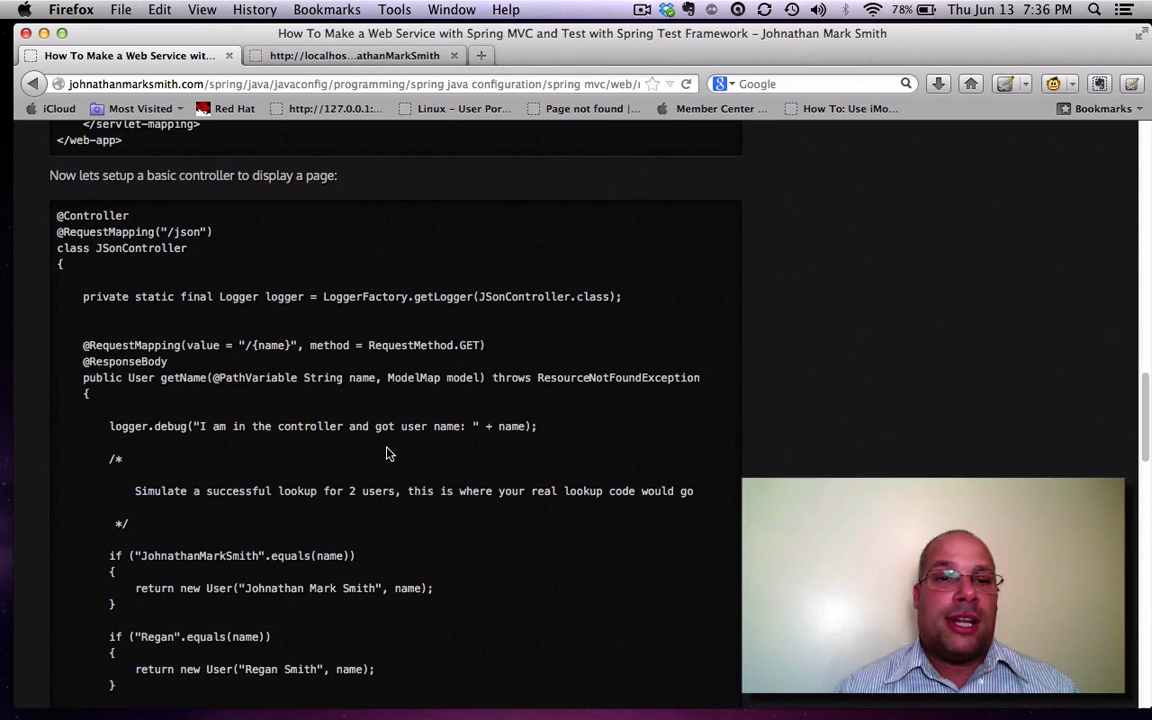 Firefox File Edit View History Bookmarks Tools Window Help 78% Thu Jun 13 7:36 PM
How To Make a Web Service with Spring MVC and Test with Spring Test Framework - Johnathan Mark Smith
How To Make a Web Service wit... http://localhos...athanMarkSmith
johnathanmarksmith.com/spring/java/javaconfig/programming/spring java configuration/spring mvc/web/r Google
iCloud Most Visited Red Hat http://127.0.0.1:... Linux - User Por... Page not found |... Member Center ... How To: Use iMo... Bookmarks
</servlet-mapping>
</web-app>
Now lets setup a basic controller to display a page:
@Controller
@RequestMapping("/json")
class JSonController
{
private static final Logger logger = LoggerFactory.getLogger(JSonController.class);
@RequestMapping(value = "/{name}", method = RequestMethod.GET)
@ResponseBody
public User getName(@PathVariable String name, ModelMap model) throws ResourceNotFoundException
{
logger.debug("I am in the controller and got user name: " + name);
/*
Simulate a successful lookup for 2 users, this is where your real lookup code would go
*/
if ("JohnathanMarkSmith".equals(name))
{
return new User("Johnathan Mark Smith", name);
}
if ("Regan".equals(name))
{
return new User("Regan Smith", name);
}